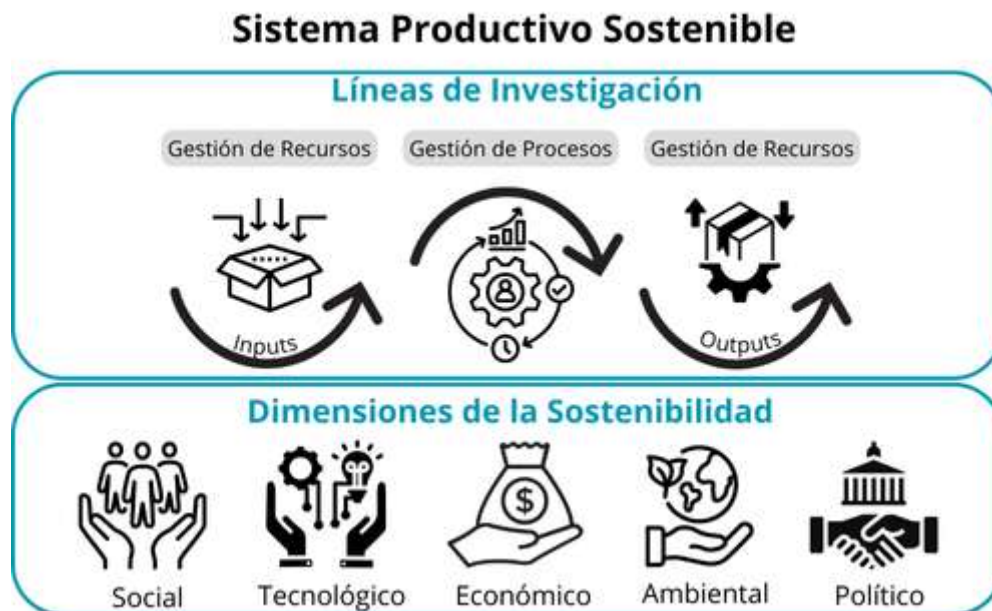 Sistema Productivo Sostenible
Líneas de Investigación
Gestión de Recursos
Gestión de Procesos
Gestión de Recursos
Inputs
Outputs
Dimensiones de la Sostenibilidad
$
Social
Tecnológico
Económico
Ambiental
Político